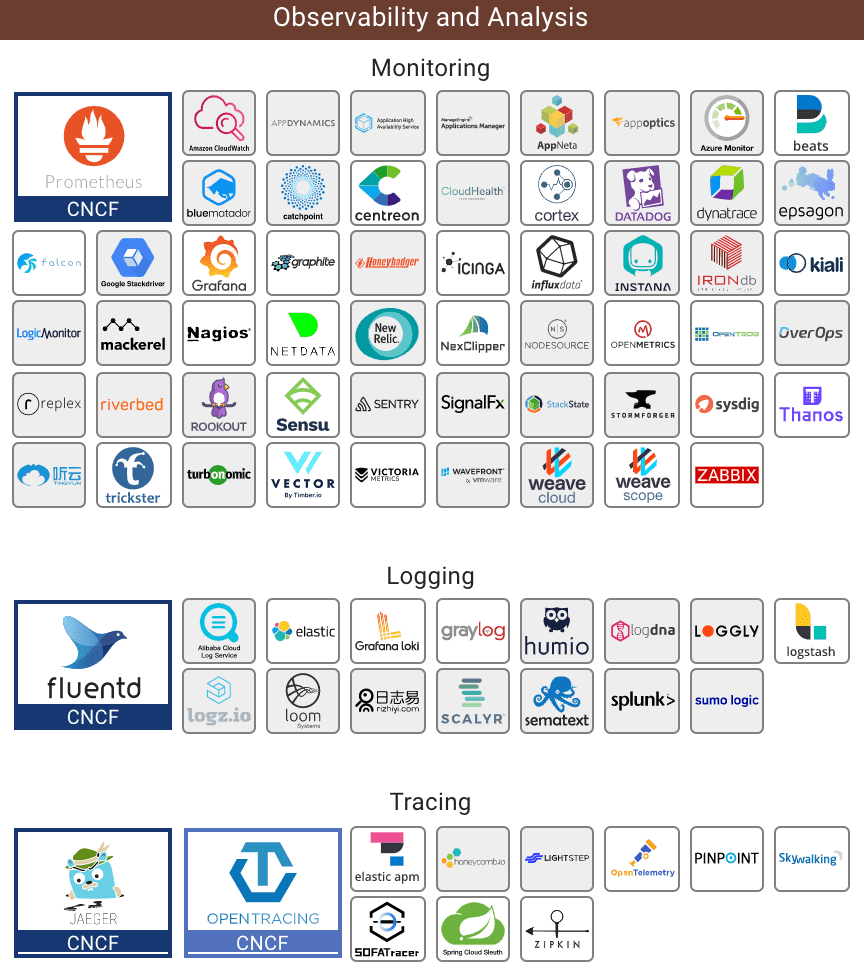 Observability and Analysis
Monitoring
Prometheus
CNCF
Amazon CloudWatch
APPDYNAMICS
Application High
Availability Service
ManageEngine
Applications Manager
AppNeta
appoptics
Azure Monitor
beats
bluematador
catchpoint
centreon
CloudHealth
cortex
DATADOG
dynatrace
epsagon
falcon
Google Stackdriver
Grafana
graphite
Honeybadger
iCINGA
influxdata
INSTANA
IRONdb
kiali
LogicMonitor
mackerel
Nagios®
NETDATA
New
Relic.
NexClipper
N|S
NODESOURCE
OPENMETRICS
OPENTSDB
OverOps
replex
riverbed
ROOKOUT
Sensu
SENTRY
SignalFx
StackState
STORMFORGER
sysdig
Thanos
听云
TINGYUN
trickster
turbonomic
VECTOR
By Timber.io
VICTORIA
METRICS
WAVEFRONT
by vmware
weave
cloud
weave
scope
ZABBIX
Logging
fluentd
CNCF
Alibaba Cloud
Log Service
elastic
Grafana loki
graylog
humio
logdna
LOGGLY
logstash
logz.io
loom
Systems
日志易
rizhiyi.com
SCALYR
sematext
splunk>
sumo logic
Tracing
JAEGER
CNCF
OPENTRACING
CNCF
elastic apm
honeycomb.io
LIGHTSTEP
OpenTelemetry
PINPOINT
Skywalking
SOFATracer
Spring Cloud Sleuth
ZIPKIN